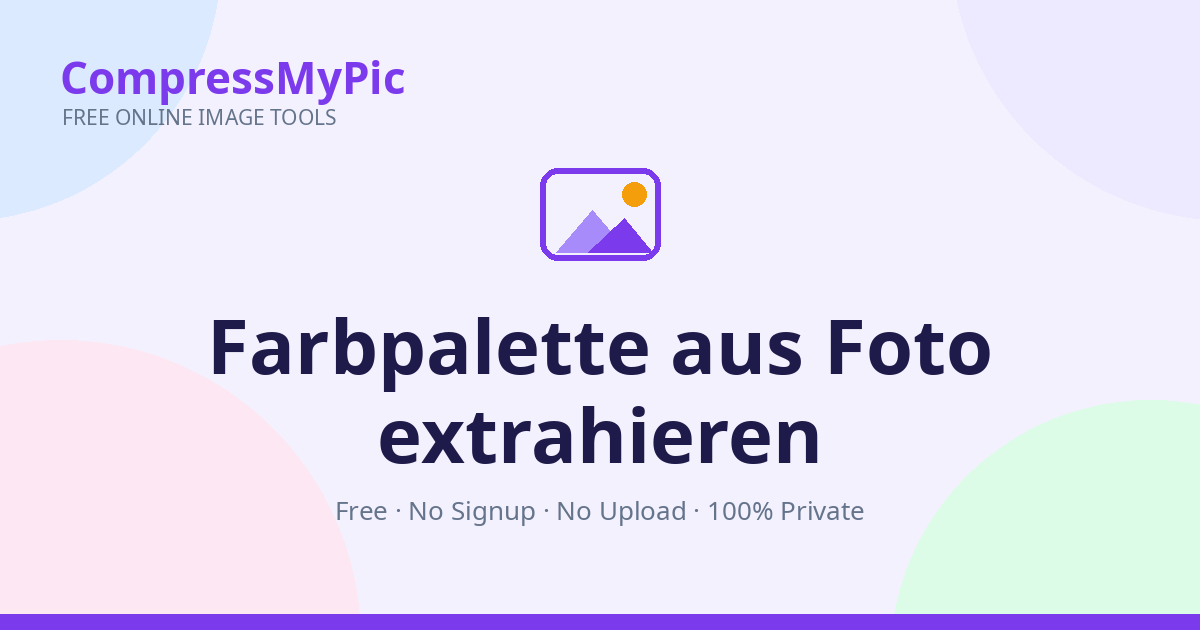 CompressMyPic
FREE ONLINE IMAGE TOOLS
Farbpalette aus Foto
extrahieren
Free · No Signup · No Upload · 100% Private